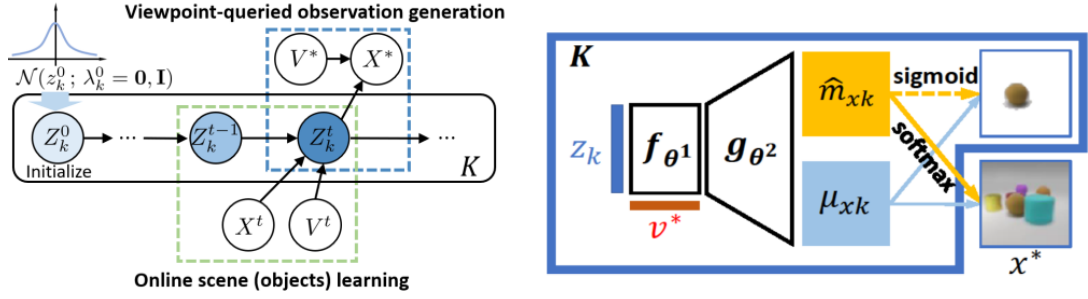 Viewpoint-queried observation generation
𝒩(z_k^0 ; λ_k^0 = 0, I)
V* X*
Z_k^0 ... Z_k^{t-1} Z_k^t ...
Initialize
K
X^t V^t
Online scene (objects) learning
K
z_k
f_{θ^1}
g_{θ^2}
v*
m̂_{xk}
μ_{xk}
sigmoid
softmax
x*